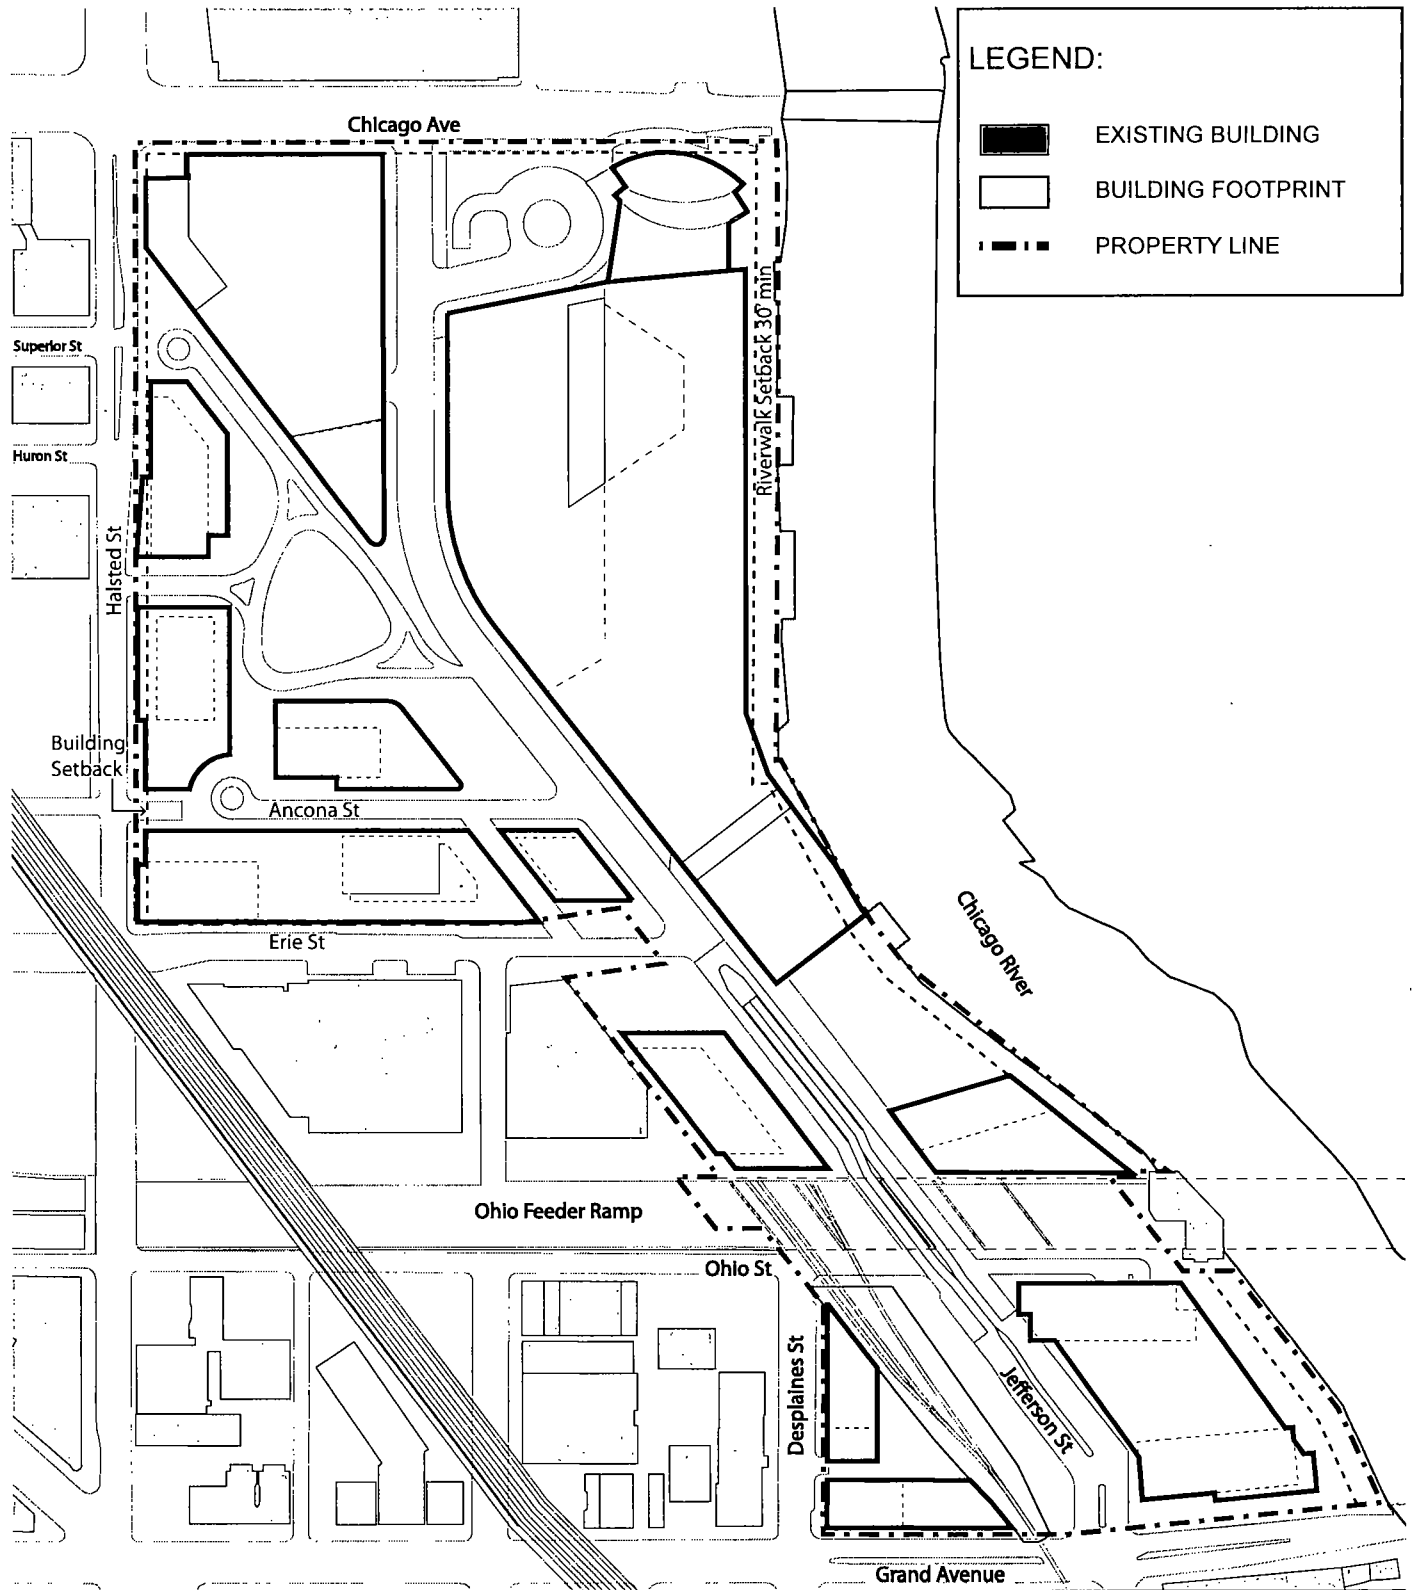 LEGEND:
EXISTING BUILDING
BUILDING FOOTPRINT
PROPERTY LINE
Chicago Ave
Riverwalk Setback 30' min
Superior St
Huron St
Halsted St
Building
Setback
Ancona St
Erie St
Chicago River
Ohio Feeder Ramp
Ohio St
Desplaines St
Jefferson St
Grand Avenue